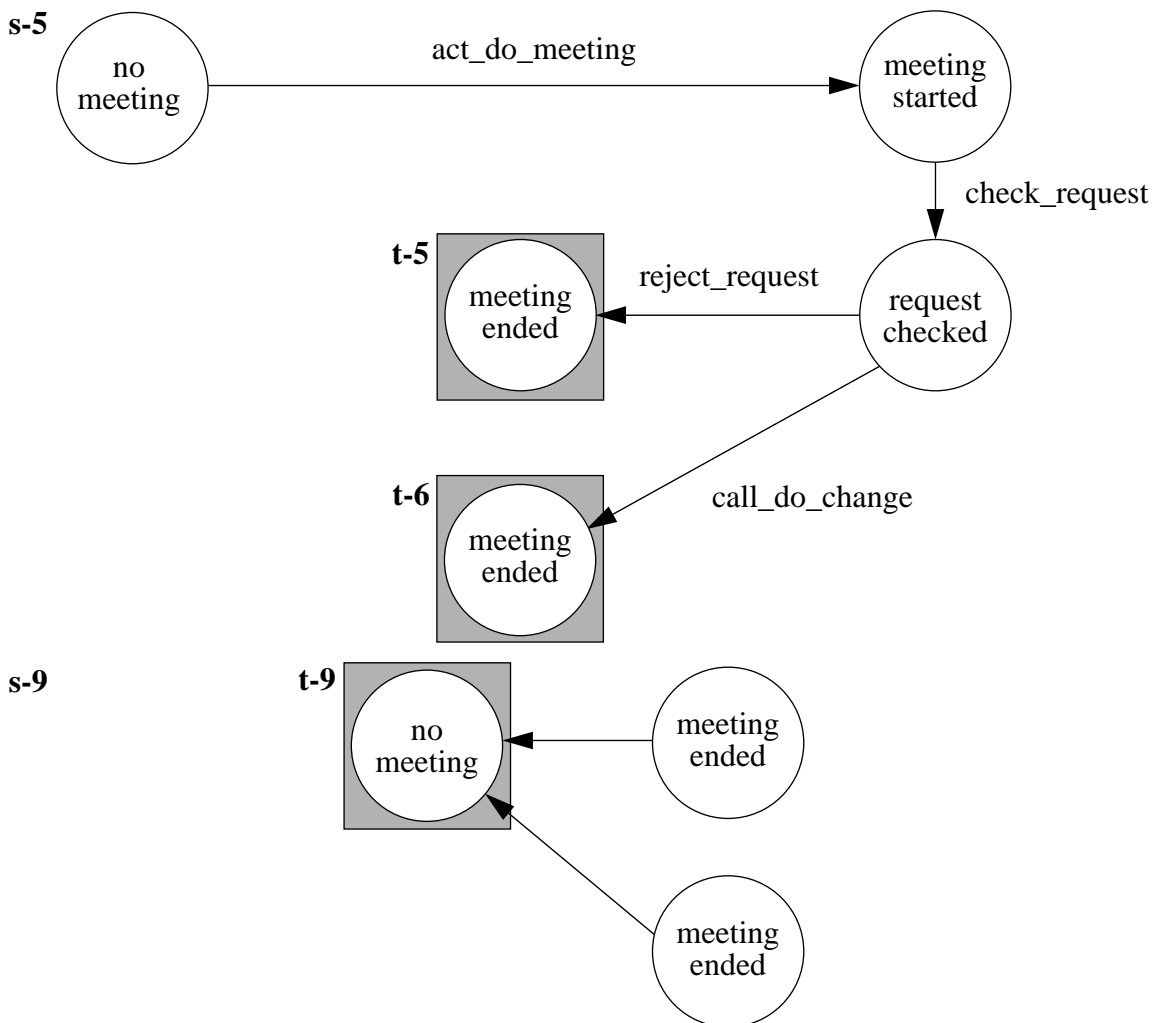 s-5
no
meeting
act_do_meeting
meeting
started
check_request
t-5
meeting
ended
reject_request
request
checked
t-6
meeting
ended
call_do_change
s-9
t-9
no
meeting
meeting
ended
meeting
ended